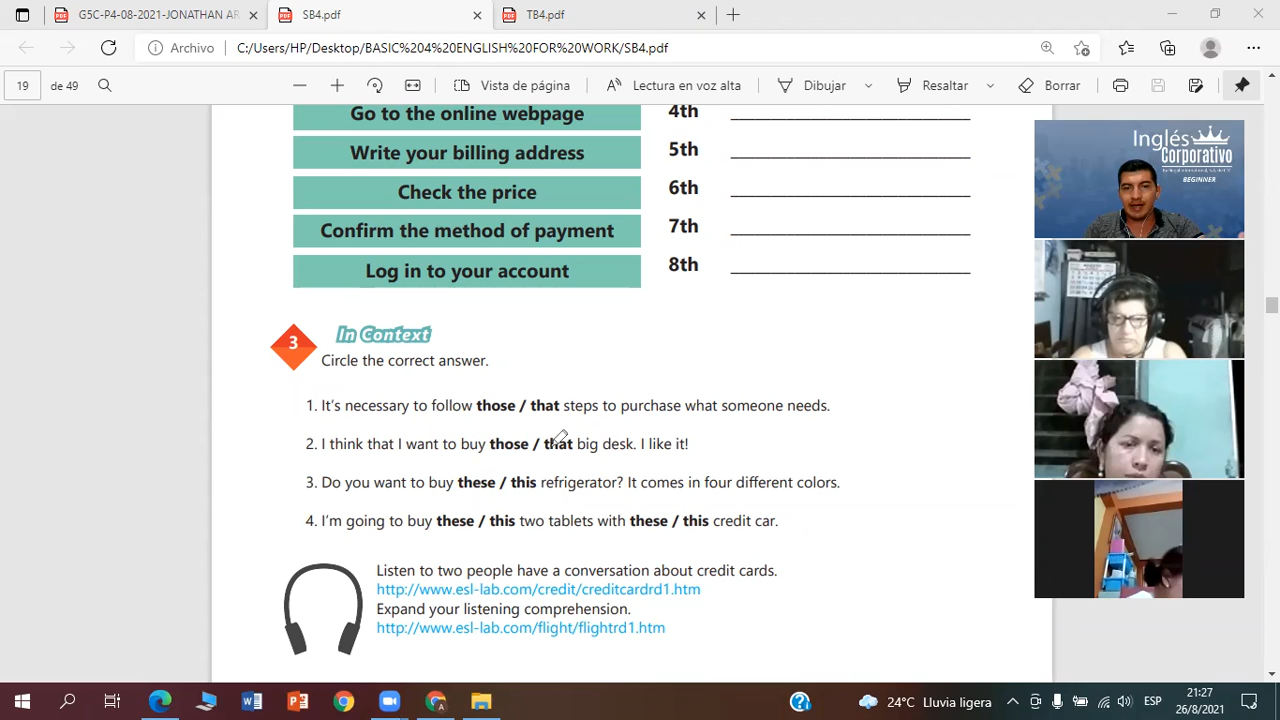 G5C-P4-08-2021-JONATHAN AR
SB4.pdf
TB4.pdf
Archivo
C:/Users/HP/Desktop/BASIC%204%20ENGLISH%20FOR%20WORK/SB4.pdf
19 de 49
Vista de página
Lectura en voz alta
Dibujar
Resaltar
Borrar
Go to the online webpage
4th
Write your billing address
5th
Check the price
6th
Confirm the method of payment
7th
Log in to your account
8th
3
In Context
Circle the correct answer.
1. It's necessary to follow those / that steps to purchase what someone needs.
2. I think that I want to buy those / that big desk. I like it!
3. Do you want to buy these / this refrigerator? It comes in four different colors.
4. I'm going to buy these / this two tablets with these / this credit car.
Listen to two people have a conversation about credit cards.
http://www.esl-lab.com/credit/creditcardrd1.htm
Expand your listening comprehension.
http://www.esl-lab.com/flight/flightrd1.htm
Inglés
Corporativo
BEGINNER
24°C Lluvia ligera
ESP
21:27
26/8/2021